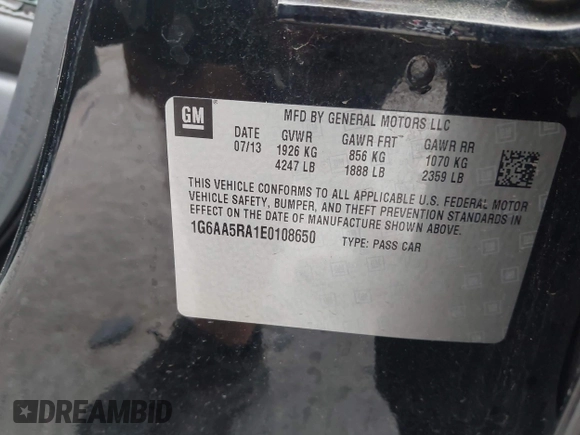 GM
MFD BY GENERAL MOTORS LLC
DATE GVWR GAWR FRT GAWR RR
07/13 1926 KG 856 KG 1070 KG
4247 LB 1888 LB 2359 LB
THIS VEHICLE CONFORMS TO ALL APPLICABLE U.S. FEDERAL MOTOR
VEHICLE SAFETY, BUMPER, AND THEFT PREVENTION STANDARDS IN
EFFECT ON THE DATE OF MANUFACTURE SHOWN ABOVE.
1G6AA5RA1E0108650 TYPE: PASS CAR
DREAMBID